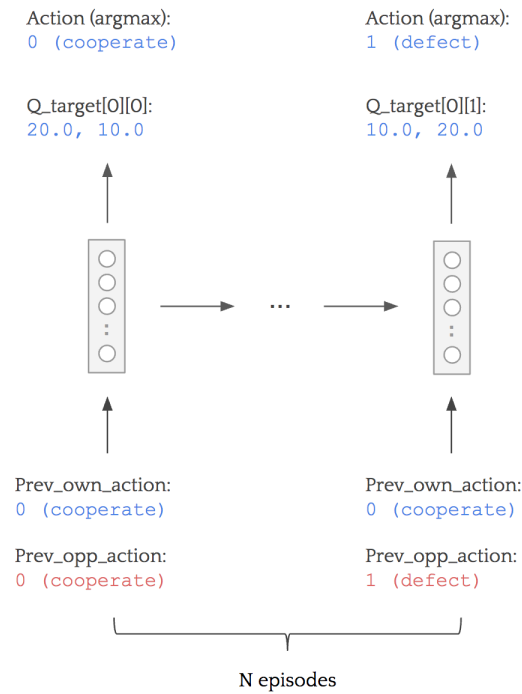 Action (argmax):
0 (cooperate)
Q_target[0][0]:
20.0, 10.0
Prev_own_action:
0 (cooperate)
Prev_opp_action:
0 (cooperate)
...
Action (argmax):
1 (defect)
Q_target[0][1]:
10.0, 20.0
Prev_own_action:
0 (cooperate)
Prev_opp_action:
1 (defect)
N episodes